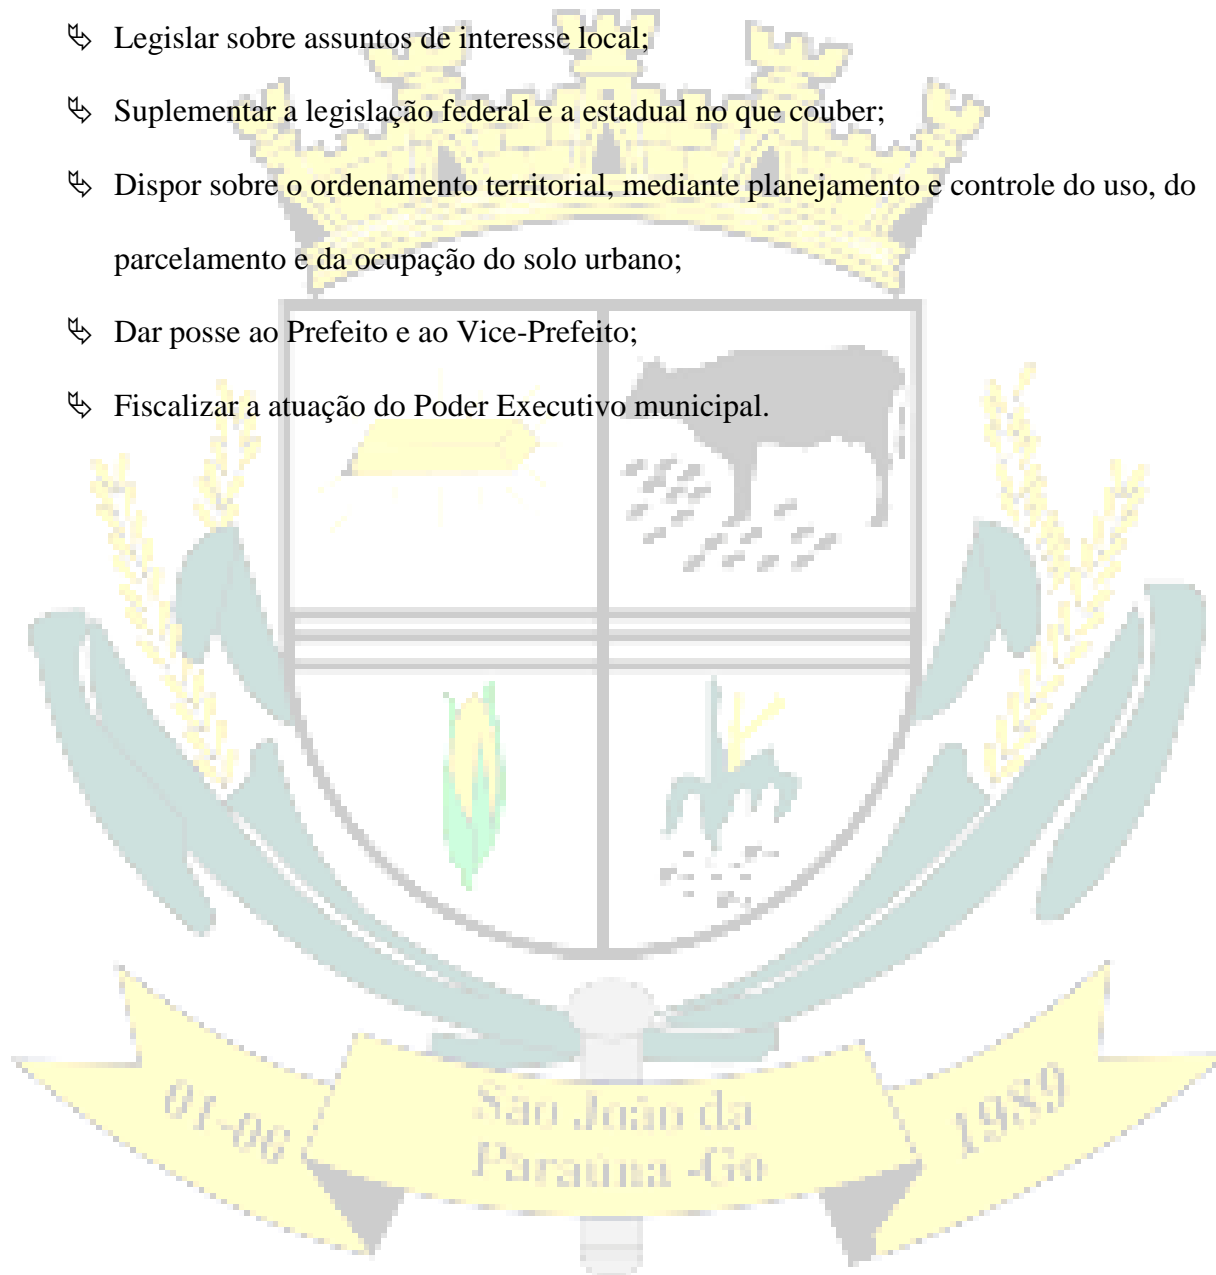 Legislar sobre assuntos de interesse local;
Suplementar a legislação federal e a estadual no que couber;
Dispor sobre o ordenamento territorial, mediante planejamento e controle do uso, do
parcelamento e da ocupação do solo urbano;
Dar posse ao Prefeito e ao Vice-Prefeito;
Fiscalizar a atuação do Poder Executivo municipal.
01-06
São João da
Paraúna -Go
1989